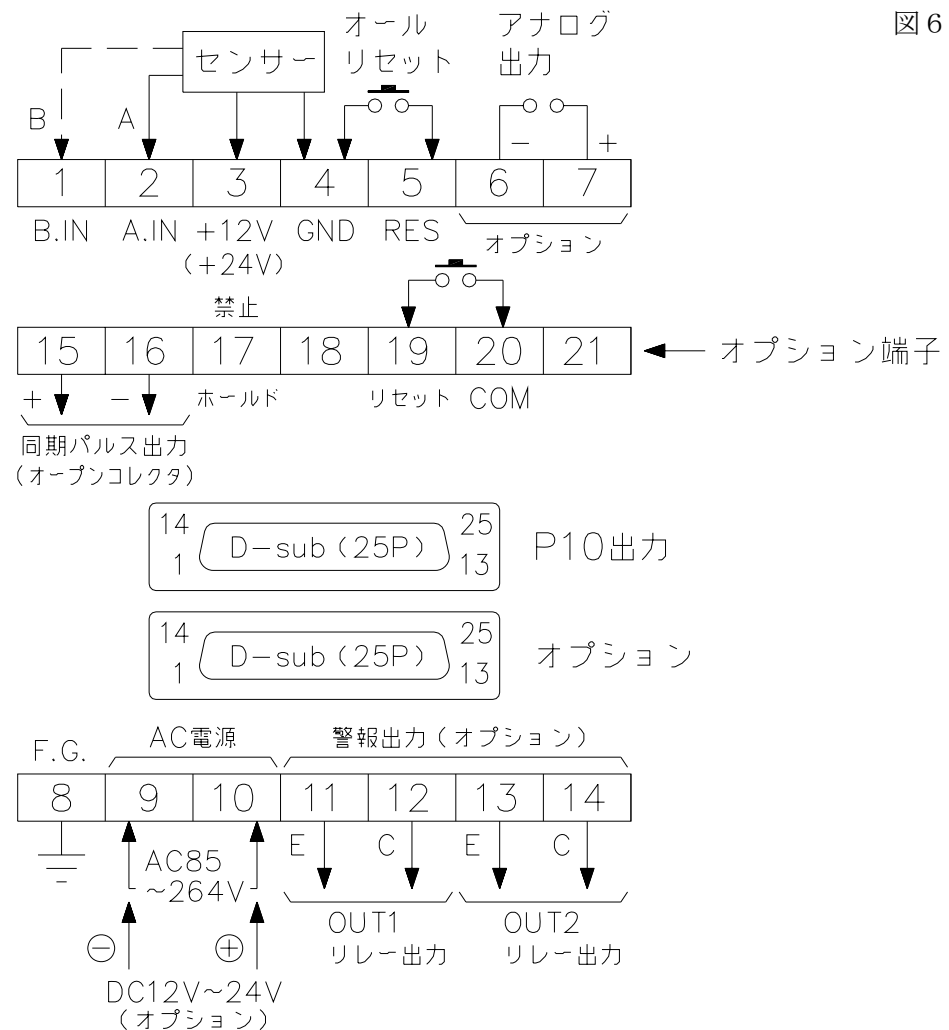 図6
オール
リセット
アナログ
出力
センサー
B
A
−
+
1 2 3 4 5 6 7
B.IN A.IN +12V GND RES
(+24V)
オプション
禁止
15 16 17 18 19 20 21
オプション端子
+ − ホールド リセット COM
同期パルス出力
(オープンコレクタ)
14 25
D−sub(25P)
1 13
P10出力
14 25
D−sub(25P)
1 13
オプション
F.G. AC電源 警報出力(オプション)
8 9 10 11 12 13 14
E C E C
AC85
~264V
OUT1
リレー出力
OUT2
リレー出力
⊖ ⊕
DC12V~24V
(オプション)